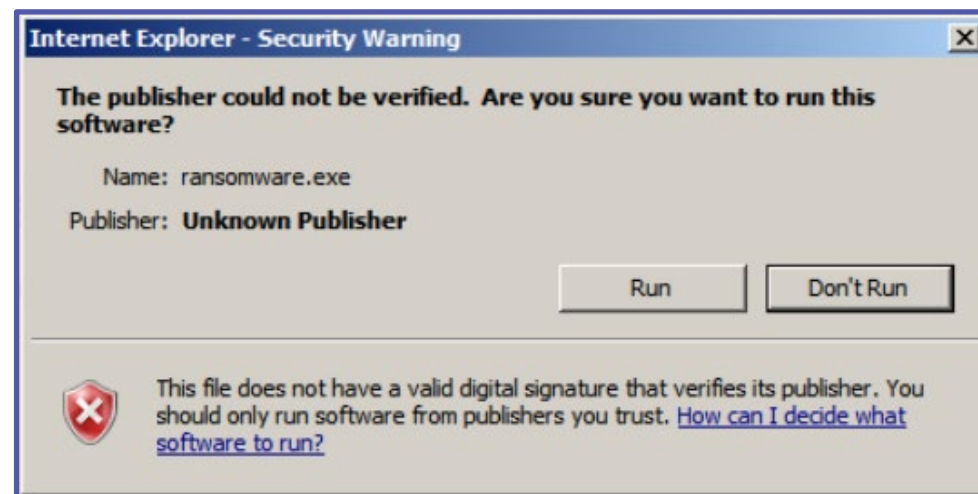 Internet Explorer - Security Warning
The publisher could not be verified. Are you sure you want to run this
software?
Name: ransomware.exe
Publisher: Unknown Publisher
Run Don't Run
This file does not have a valid digital signature that verifies its publisher. You
should only run software from publishers you trust. How can I decide what
software to run?